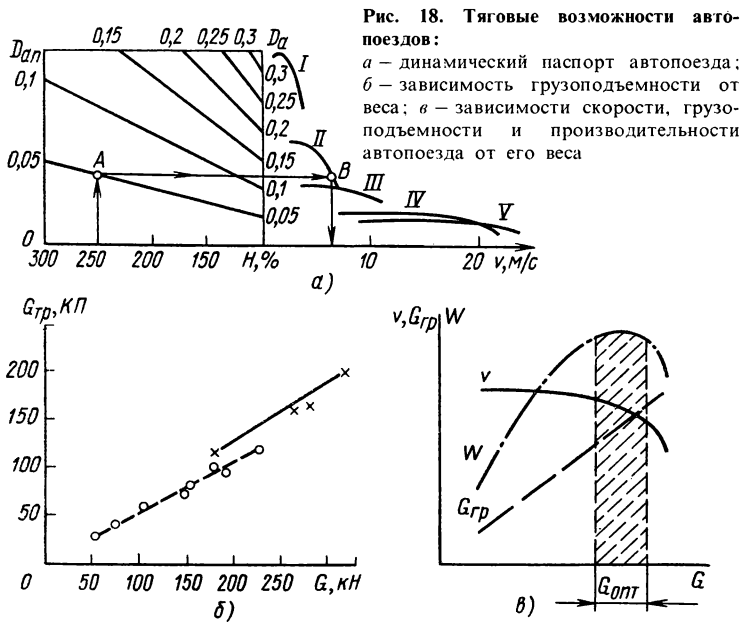 Рис. 18. Тяговые возможности авто-
поездов:
а — динамический паспорт автопоезда;
б — зависимость грузоподъемности от
веса; в — зависимости скорости, грузо-
подъемности и производительности
автопоезда от его веса
0,15 0,2 0,25 0,3 Dа
Dап
0,1
0,05
0
0,3 I
0,25
0,2
0,15
0,1
0,05
A
II
B
III
IV
V
300 250 200 150 H,% 10 20 v,м/с
а)
Gгр,КП
200
150
100
50
0 50 100 150 200 250 G,кН
б)
v,Gгр W
v
W
Gгр
Gопт
G
в)